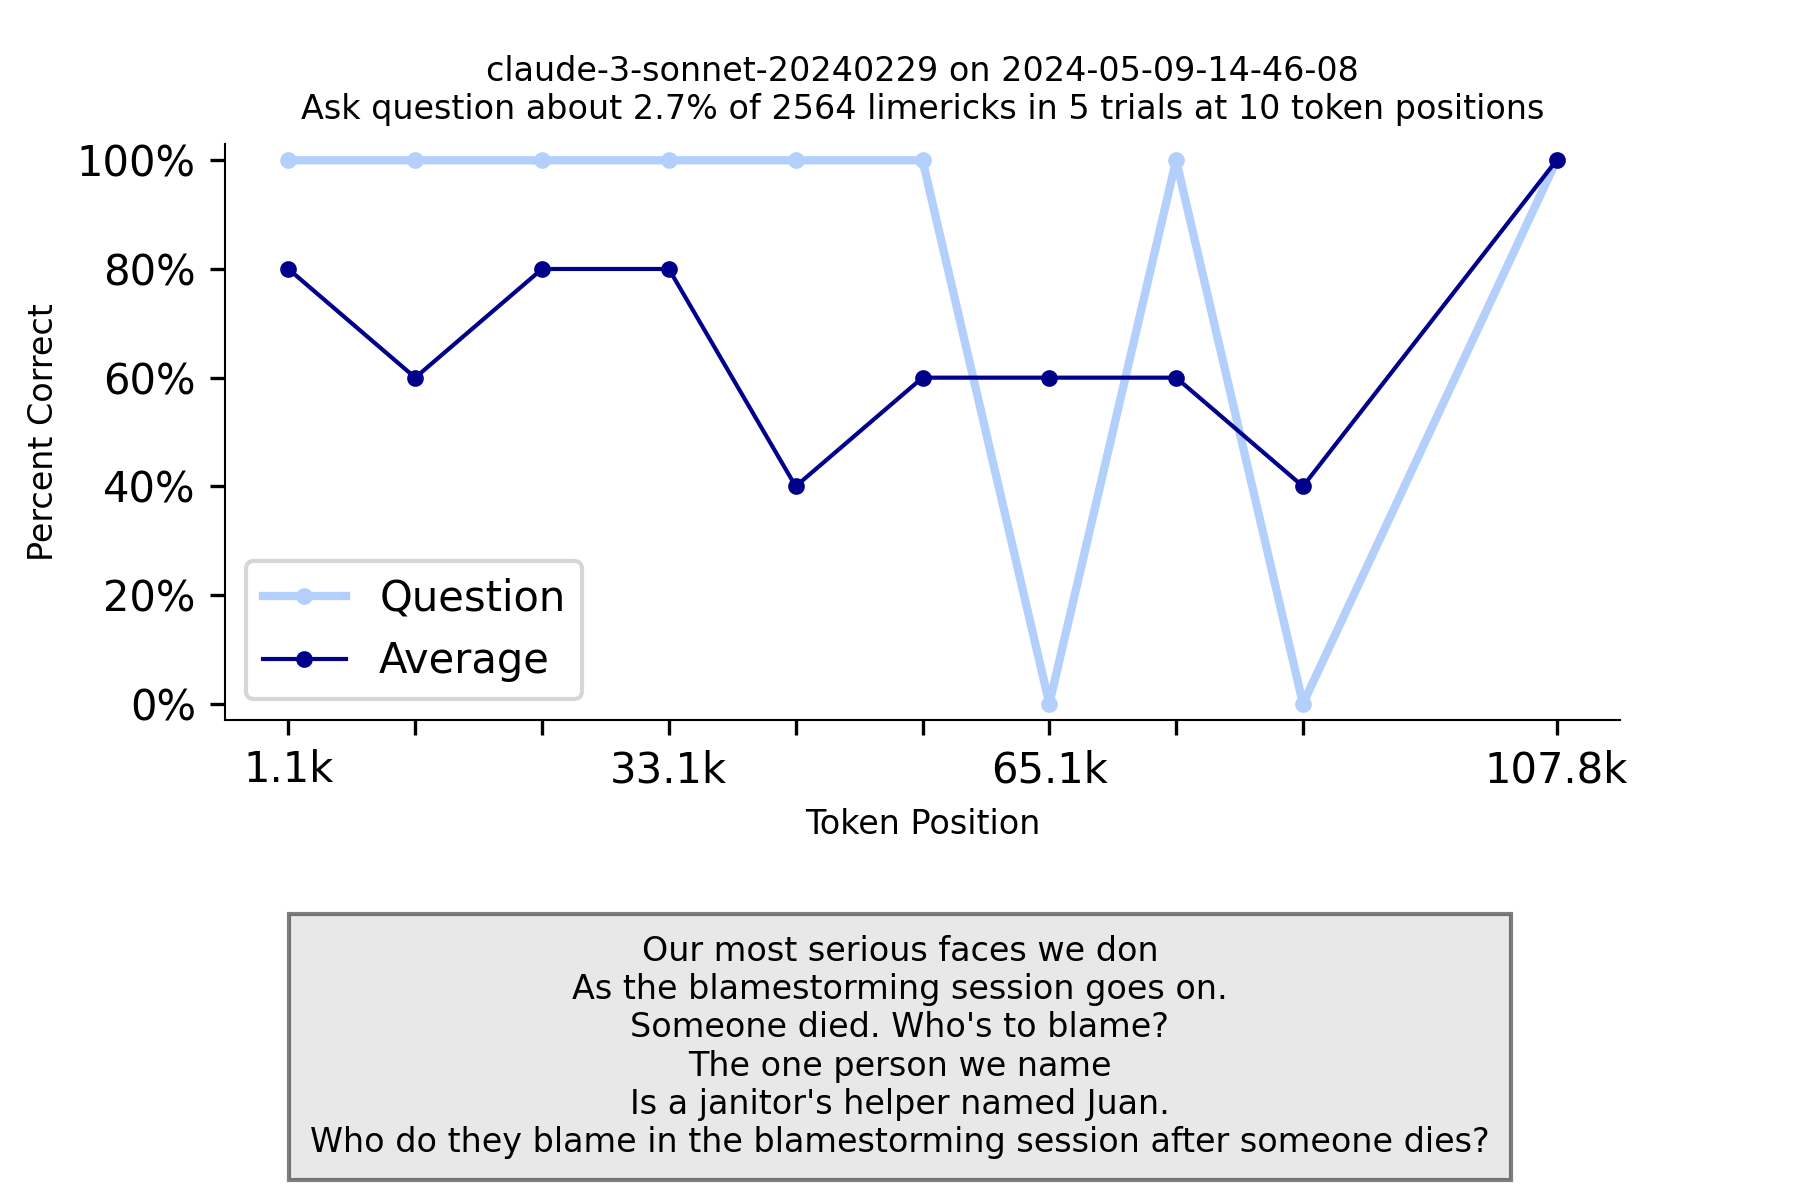 claude-3-sonnet-20240229 on 2024-05-09-14-46-08
Ask question about 2.7% of 2564 limericks in 5 trials at 10 token positions
100%
80%
60%
40%
20%
0%
Percent Correct
Question
Average
1.1k 33.1k 65.1k 107.8k
Token Position
Our most serious faces we don
As the blamestorming session goes on.
Someone died. Who's to blame?
The one person we name
Is a janitor's helper named Juan.
Who do they blame in the blamestorming session after someone dies?